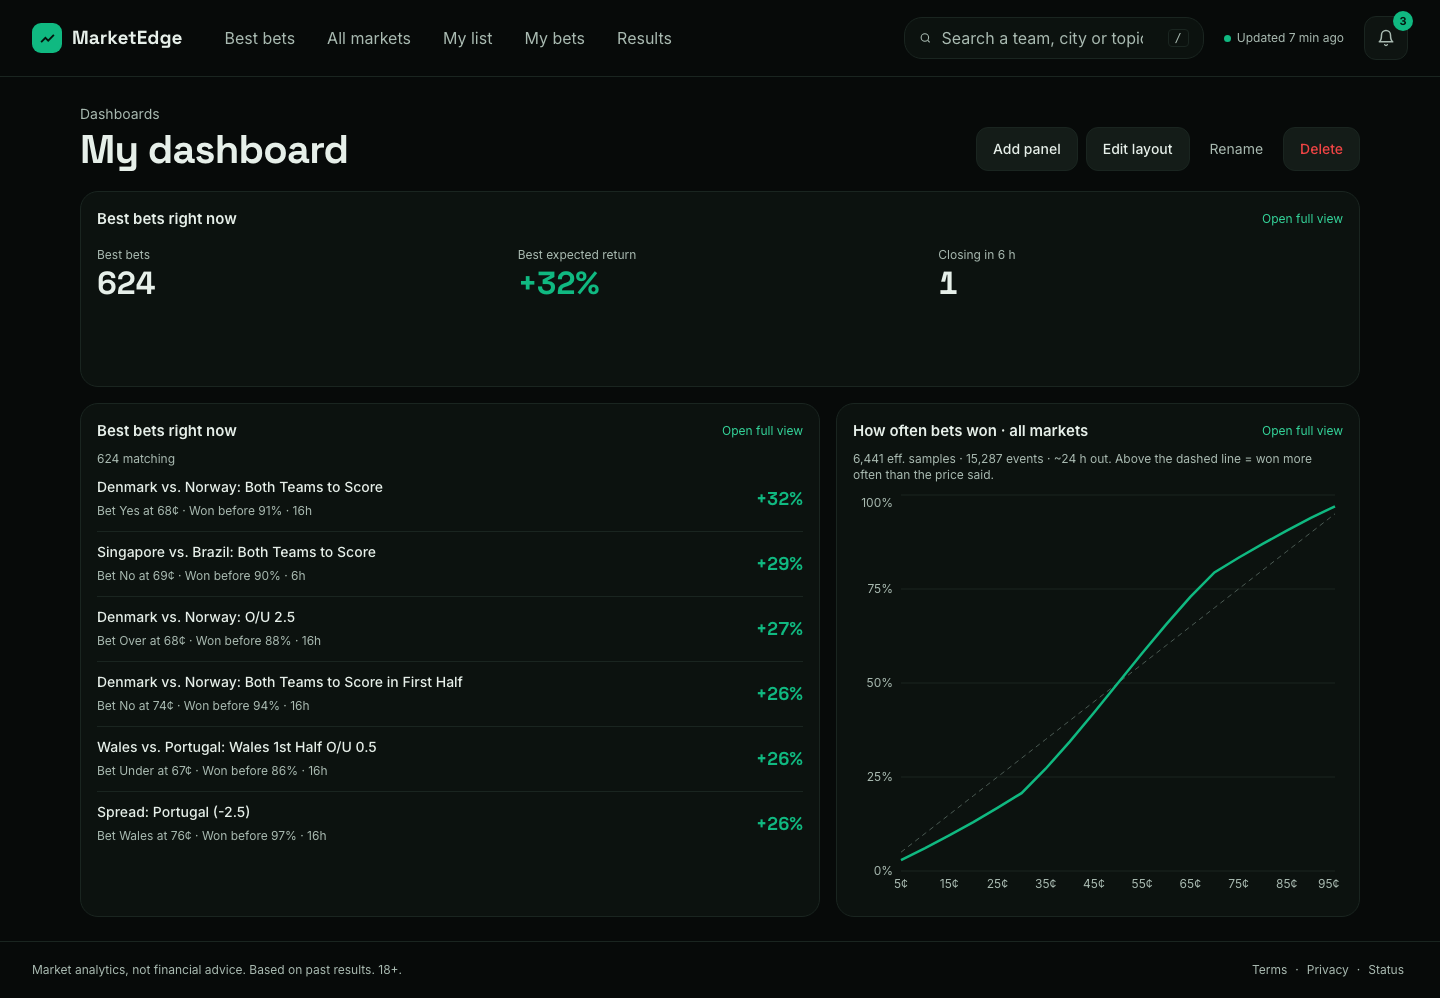 MarketEdge
Best bets
All markets
My list
My bets
Results
Search a team, city or topic
/
Updated 7 min ago
3
Dashboards
My dashboard
Add panel
Edit layout
Rename
Delete
Best bets right now
Open full view
Best bets
624
Best expected return
+32%
Closing in 6 h
1
Best bets right now
Open full view
624 matching
Denmark vs. Norway: Both Teams to Score
Bet Yes at 68¢ · Won before 91% · 16h
+32%
Singapore vs. Brazil: Both Teams to Score
Bet No at 69¢ · Won before 90% · 6h
+29%
Denmark vs. Norway: O/U 2.5
Bet Over at 68¢ · Won before 88% · 16h
+27%
Denmark vs. Norway: Both Teams to Score in First Half
Bet No at 74¢ · Won before 94% · 16h
+26%
Wales vs. Portugal: Wales 1st Half O/U 0.5
Bet Under at 67¢ · Won before 86% · 16h
+26%
Spread: Portugal (-2.5)
Bet Wales at 76¢ · Won before 97% · 16h
+26%
How often bets won · all markets
Open full view
6,441 eff. samples · 15,287 events · ~24 h out. Above the dashed line = won more
often than the price said.
100%
75%
50%
25%
0%
5¢ 15¢ 25¢ 35¢ 45¢ 55¢ 65¢ 75¢ 85¢ 95¢
Market analytics, not financial advice. Based on past results. 18+.
Terms · Privacy · Status